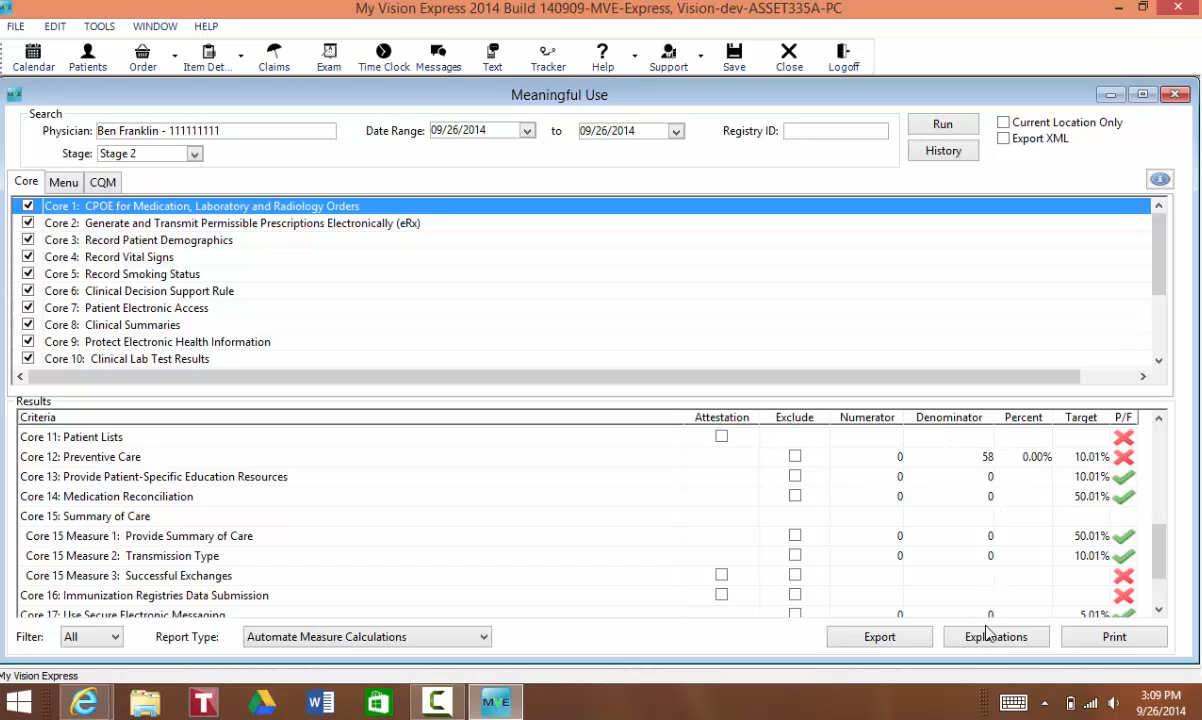 My Vision Express 2014 Build 140909-MVE-Express, Vision-dev-ASSET335A-PC
FILE EDIT TOOLS WINDOW HELP
Calendar Patients Order Item Det... Claims Exam Time Clock Messages Text Tracker Help Support Save Close Logoff
Meaningful Use
Search
Physician: Ben Franklin - 111111111 Date Range: 09/26/2014 to 09/26/2014 Registry ID: Run Current Location Only
Export XML
Stage: Stage 2 History
Core Menu CQM
Core 1: CPOE for Medication, Laboratory and Radiology Orders
Core 2: Generate and Transmit Permissible Prescriptions Electronically (eRx)
Core 3: Record Patient Demographics
Core 4: Record Vital Signs
Core 5: Record Smoking Status
Core 6: Clinical Decision Support Rule
Core 7: Patient Electronic Access
Core 8: Clinical Summaries
Core 9: Protect Electronic Health Information
Core 10: Clinical Lab Test Results
Results
Criteria Attestation Exclude Numerator Denominator Percent Target P/F
Core 11: Patient Lists
Core 12: Preventive Care 0 58 0.00% 10.01%
Core 13: Provide Patient-Specific Education Resources 0 0 10.01%
Core 14: Medication Reconciliation 0 0 50.01%
Core 15: Summary of Care
Core 15 Measure 1: Provide Summary of Care 0 0 50.01%
Core 15 Measure 2: Transmission Type 0 0 10.01%
Core 15 Measure 3: Successful Exchanges
Core 16: Immunization Registries Data Submission
Core 17: Use Secure Electronic Messaging 0 0 5.01%
Filter: All Report Type: Automate Measure Calculations Export Explanations Print
My Vision Express
MVE
3:09 PM
9/26/2014